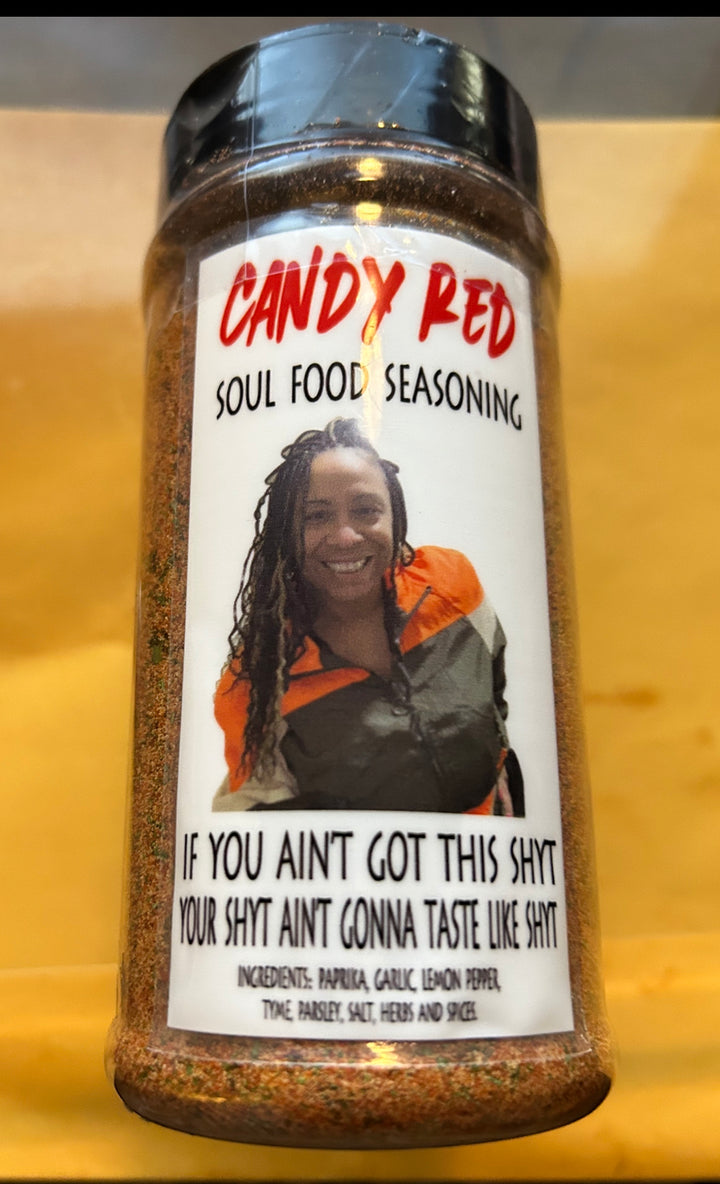 CANDY RED
SOUL FOOD SEASONING
IF YOU AIN'T GOT THIS SHYT
YOUR SHYT AIN'T GONNA TASTE LIKE SHYT
INGREDIENTS: PAPRIKA, GARLIC, LEMON PEPPER,
TYME, PARSLEY, SALT, HERBS AND SPICES.